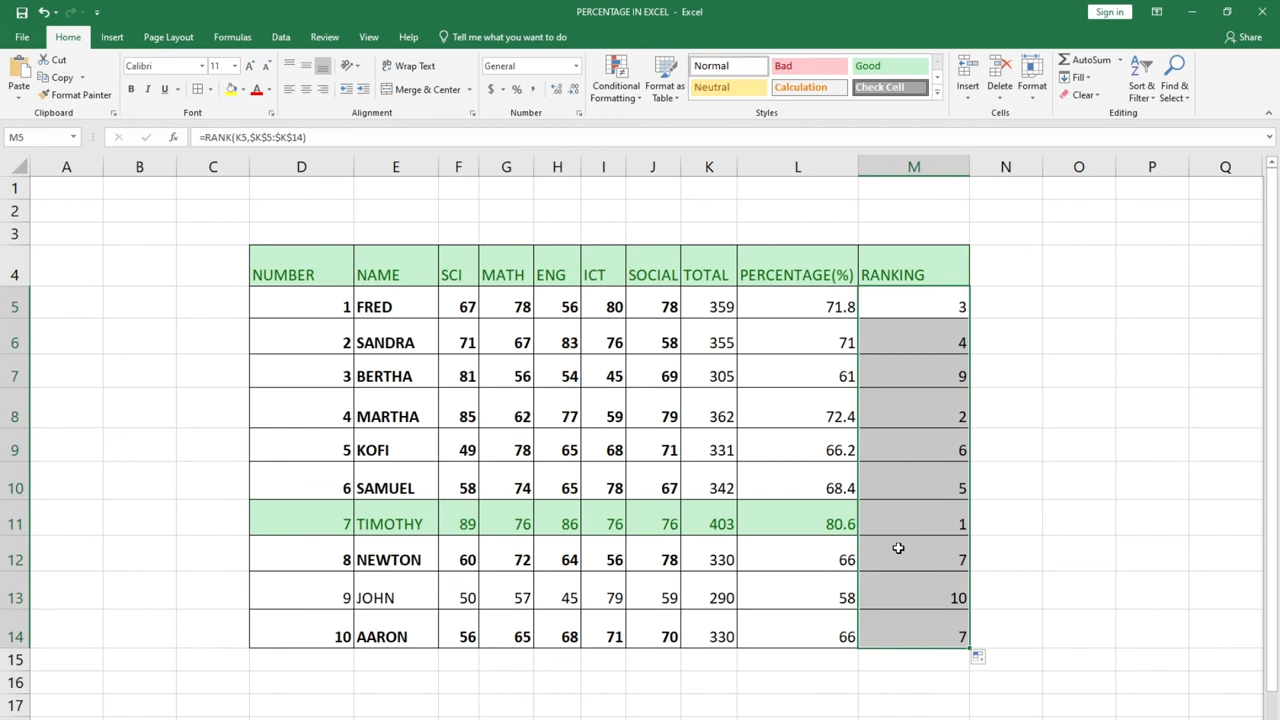 PERCENTAGE IN EXCEL - Excel
Sign in
File Home Insert Page Layout Formulas Data Review View Help Tell me what you want to do Share
Paste Cut Copy Format Painter Clipboard
Calibri 11 A A B I U A Font
Wrap Text Merge & Center Alignment
General $ % , Number
Conditional Formatting Format as Table
Normal Bad Good
Neutral Calculation Check Cell
Styles
Insert Delete Format Cells
AutoSum Fill Clear Sort & Filter Find & Select Editing
M5 fx =RANK(K5,$K$5:$K$14)
A B C D E F G H I J K L M N O P Q
1
2
3
4 NUMBER NAME SCI MATH ENG ICT SOCIAL TOTAL PERCENTAGE(%) RANKING
5 1 FRED 67 78 56 80 78 359 71.8 3
6 2 SANDRA 71 67 83 76 58 355 71 4
7 3 BERTHA 81 56 54 45 69 305 61 9
8 4 MARTHA 85 62 77 59 79 362 72.4 2
9 5 KOFI 49 78 65 68 71 331 66.2 6
10 6 SAMUEL 58 74 65 78 67 342 68.4 5
11 7 TIMOTHY 89 76 86 76 76 403 80.6 1
12 8 NEWTON 60 72 64 56 78 330 66 7
13 9 JOHN 50 57 45 79 59 290 58 10
14 10 AARON 56 65 68 71 70 330 66 7
15
16
17